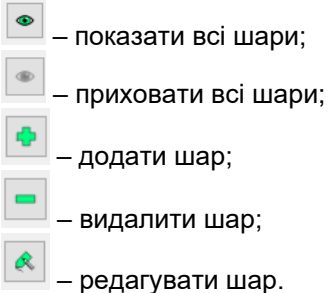 – показати всі шари;
– приховати всі шари;
– додати шар;
– видалити шар;
– редагувати шар.